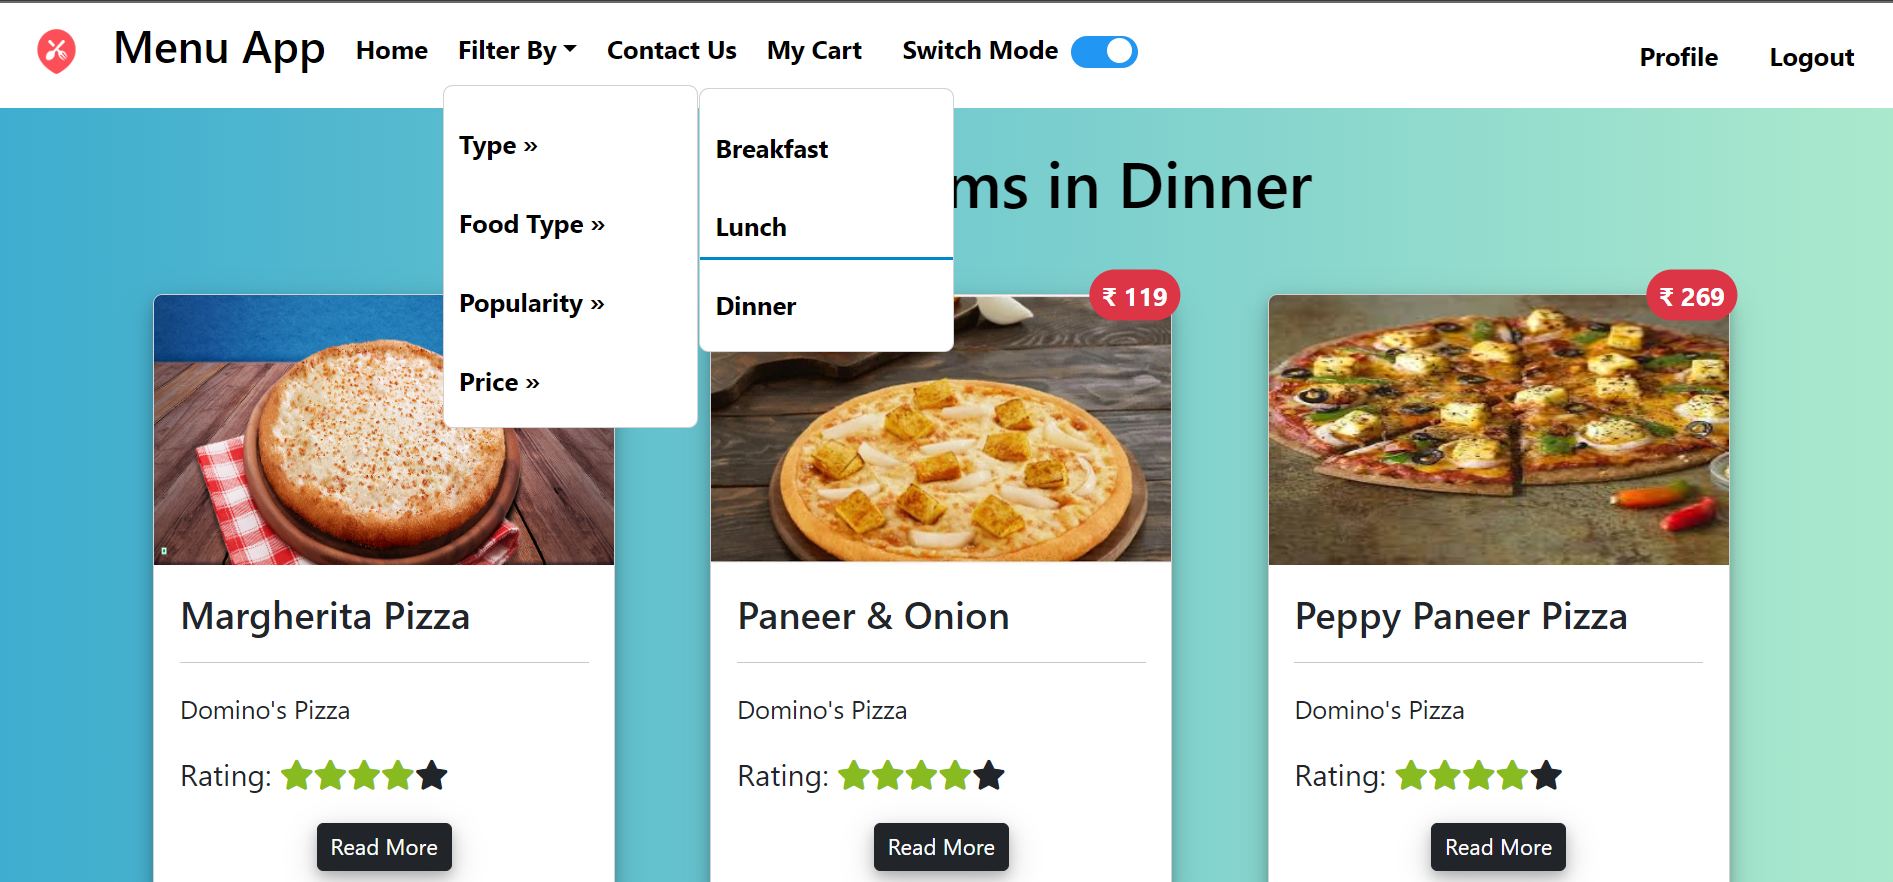 Menu App
Home
Filter By
Contact Us
My Cart
Switch Mode
Profile
Logout
Type »
Food Type »
Popularity »
Price »
Breakfast
Lunch
Dinner
ms in Dinner
₹ 119
₹ 269
Margherita Pizza
Domino's Pizza
Rating:
Read More
Paneer & Onion
Domino's Pizza
Rating:
Read More
Peppy Paneer Pizza
Domino's Pizza
Rating:
Read More